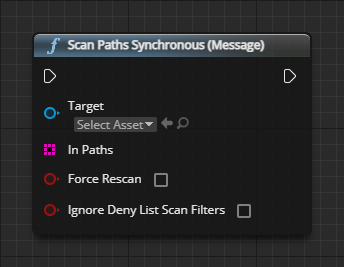 f Scan Paths Synchronous (Message)
Target
Select Asset
In Paths
Force Rescan
Ignore Deny List Scan Filters